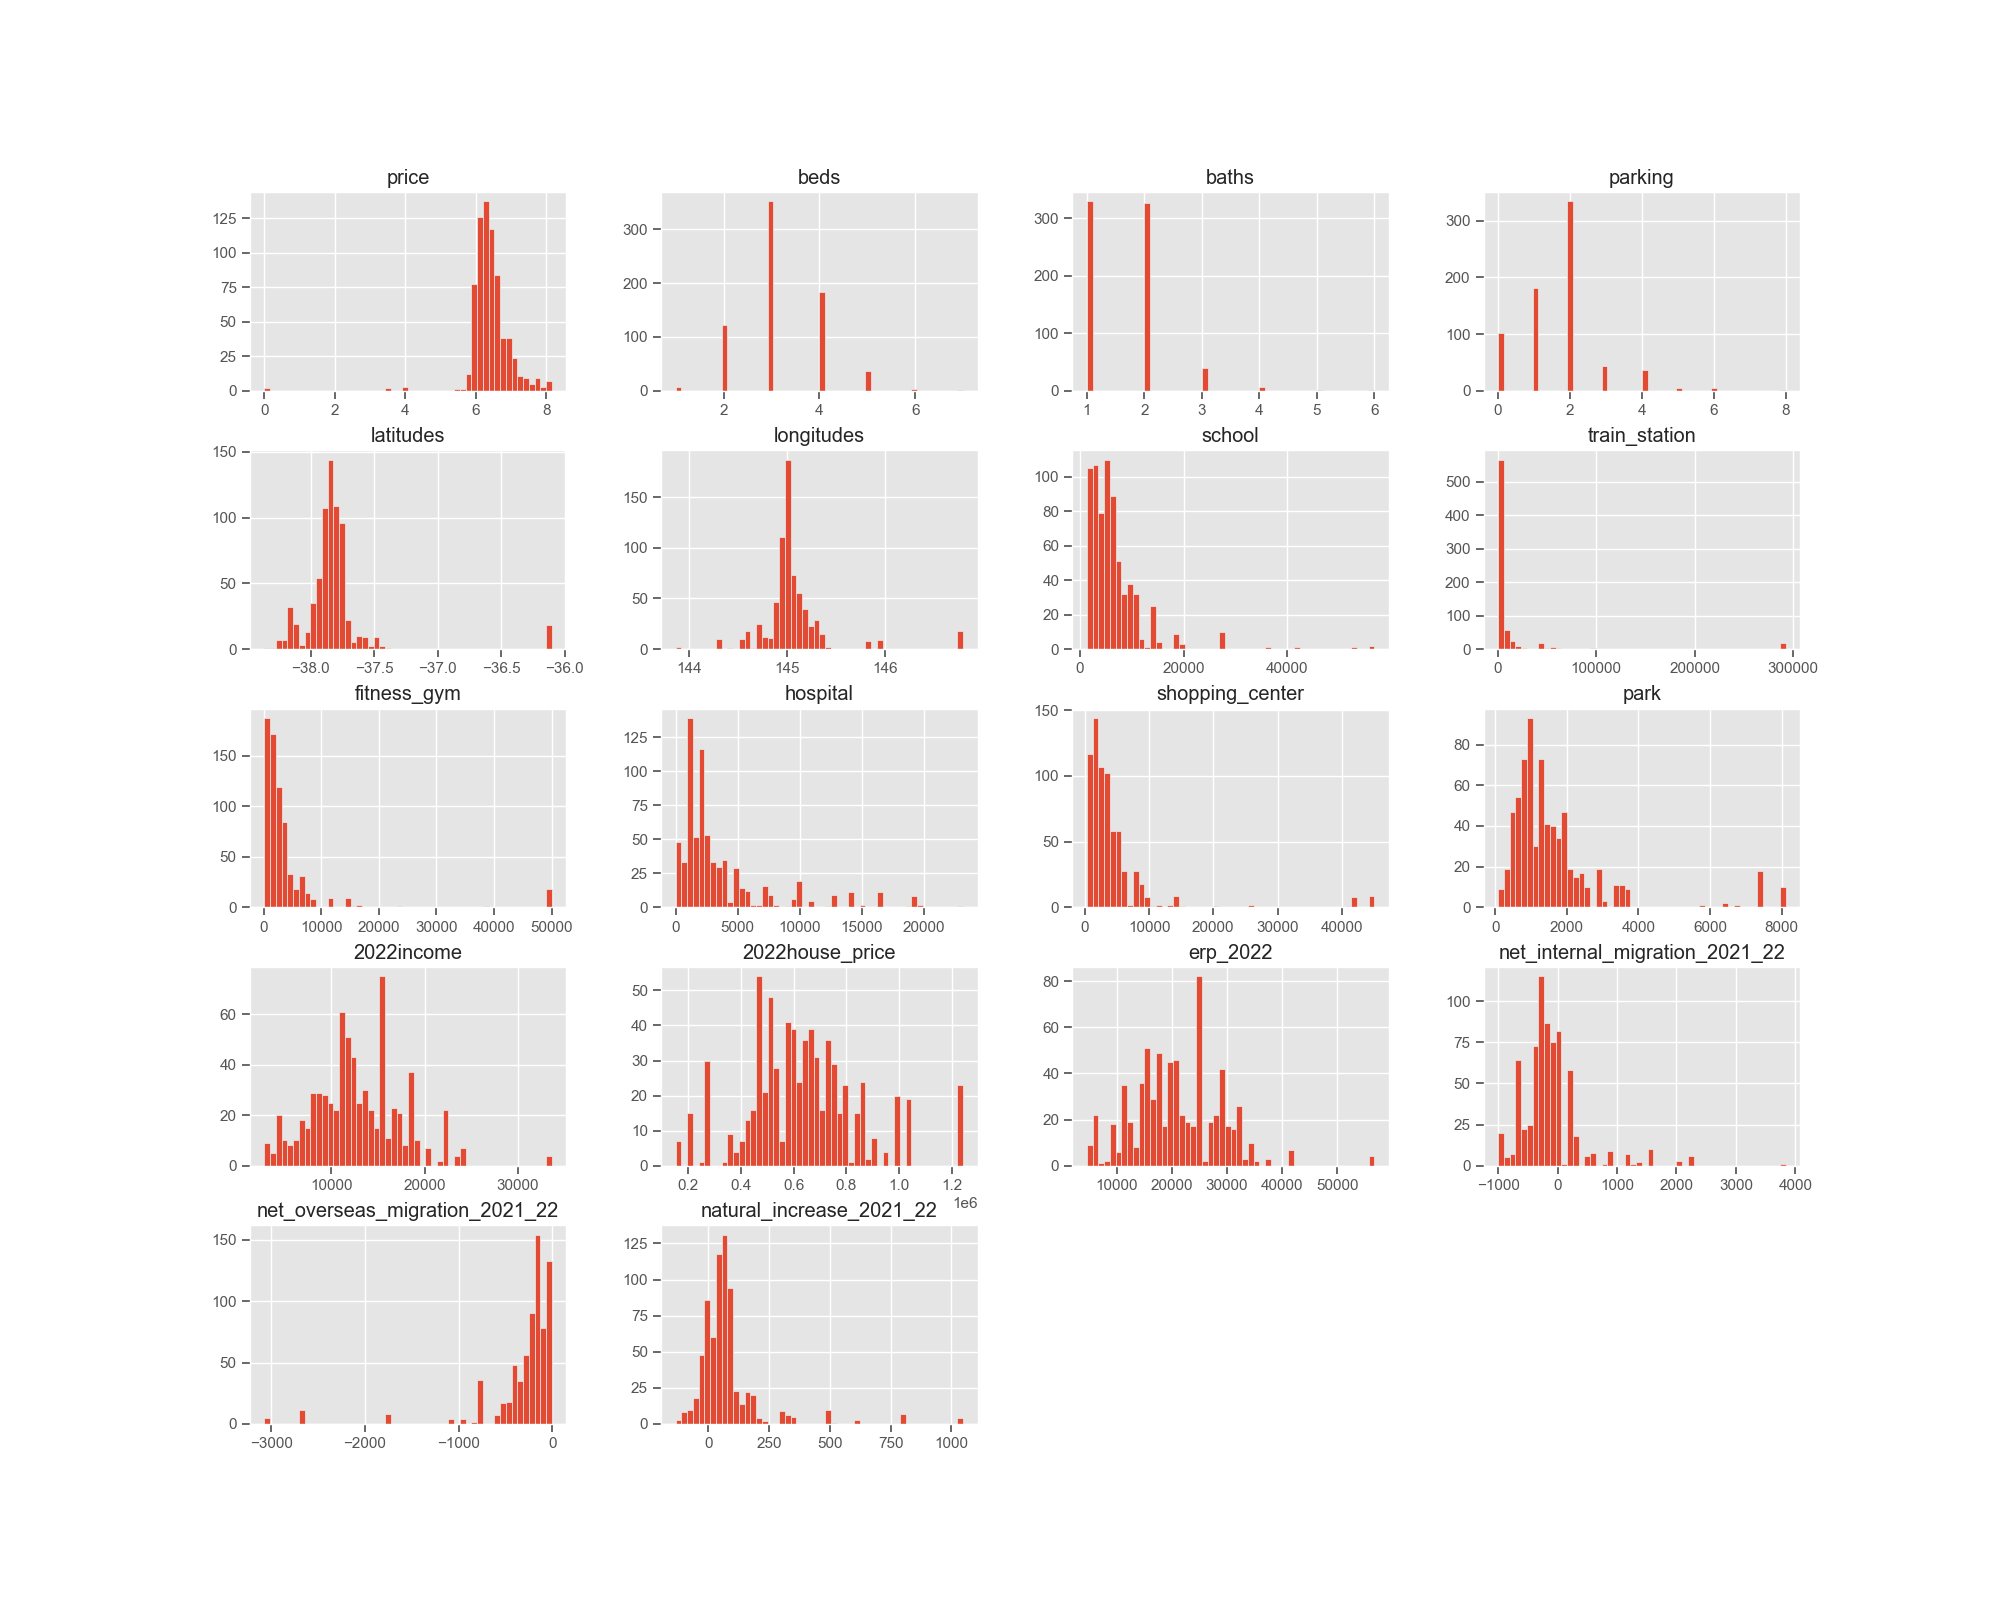 price beds baths parking
125 300 300 300
100 200 200 200
75 100 100 100
50 0 0 0
25
0
0 2 4 6 8 2 4 6 1 2 3 4 5 6 0 2 4 6 8
latitudes longitudes school train_station
150 150 100 500
100 100 80 400
50 50 60 300
0 0 40 200
20 100
0 0
−38.0 −37.5 −37.0 −36.5 −36.0 144 145 146 0 20000 40000 0 100000 200000 300000
fitness_gym hospital shopping_center park
150 125 150 80
100 100 100 60
50 75 50 40
0 50 0 20
25 0
0
0 10000 20000 30000 40000 50000 0 5000 10000 15000 20000 0 10000 20000 30000 40000 0 2000 4000 6000 8000
2022income 2022house_price erp_2022 net_internal_migration_2021_22
60 50 80 100
40 40 60 75
20 30 40 50
0 20 20 25
10 0 0
0
10000 20000 30000 0.2 0.4 0.6 0.8 1.0 1.2 10000 20000 30000 40000 50000 −1000 0 1000 2000 3000 4000
1e6
net_overseas_migration_2021_22 natural_increase_2021_22
150 125
100 100
50 75
0 50
25
0
−3000 −2000 −1000 0 0 250 500 750 1000